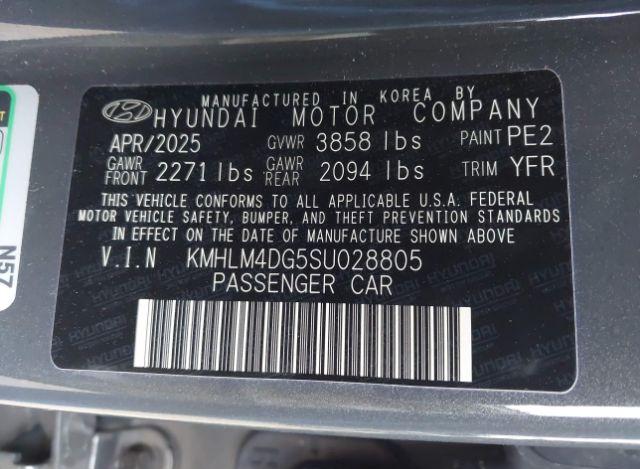 MANUFACTURED IN KOREA BY
HYUNDAI MOTOR COMPANY
APR/2025 GVWR 3858 lbs PAINT PE2
GAWR FRONT 2271 lbs GAWR REAR 2094 lbs TRIM YFR
THIS VEHICLE CONFORMS TO ALL APPLICABLE U.S.A. FEDERAL
MOTOR VEHICLE SAFETY, BUMPER, AND THEFT PREVENTION STANDARDS
IN EFFECT ON THE DATE OF MANUFACTURE SHOWN ABOVE.
V.I.N KMHLM4DG5SU028805
PASSENGER CAR
N57